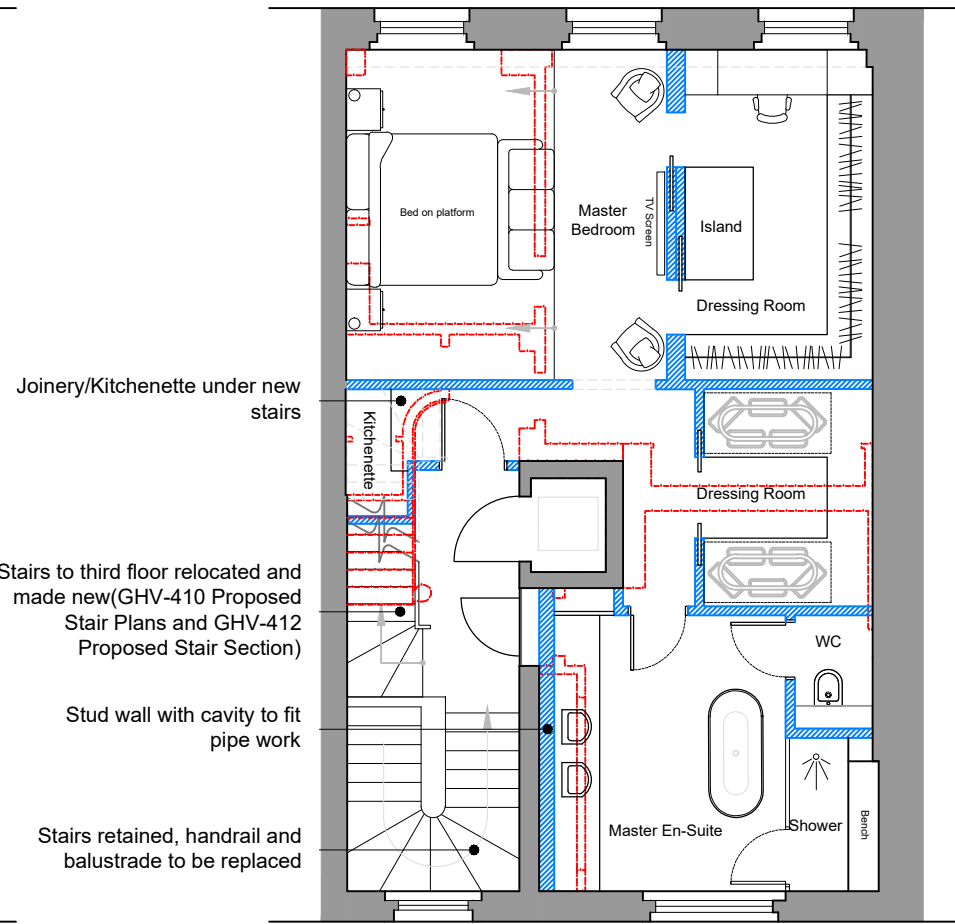 Bed on platform
Master
Bedroom
TV Screen
Island
Dressing Room
Joinery/Kitchenette under new
stairs
Kitchenette
Dressing Room
Stairs to third floor relocated and
made new(GHV-410 Proposed
Stair Plans and GHV-412
Proposed Stair Section)
WC
Stud wall with cavity to fit
pipe work
Stairs retained, handrail and
balustrade to be replaced
Master En-Suite
Shower
Bench